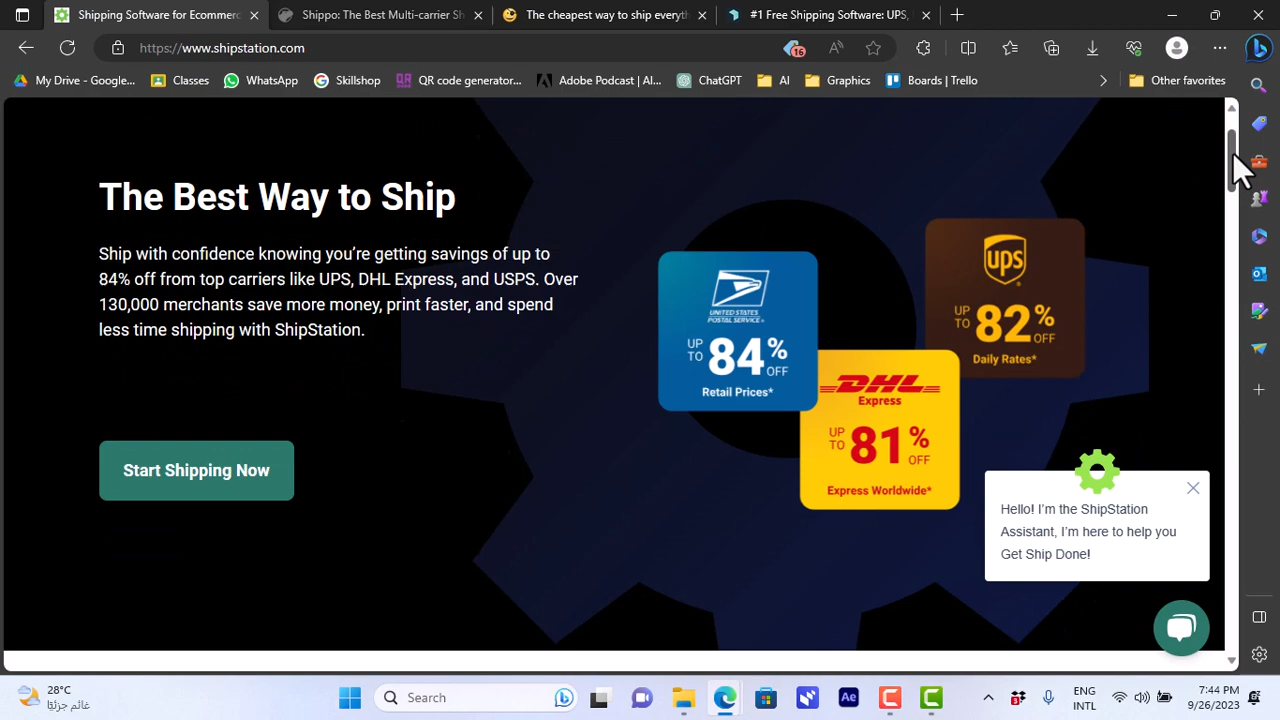 Shipping Software for Ecommer
Shippo: The Best Multi-carrier Sh
The cheapest way to ship everyth
#1 Free Shipping Software: UPS,
https://www.shipstation.com
16
My Drive - Google...
Classes
WhatsApp
Skillshop
QR code generator...
Adobe Podcast | AI...
ChatGPT
AI
Graphics
Boards | Trello
Other favorites
The Best Way to Ship
Ship with confidence knowing you're getting savings of up to
84% off from top carriers like UPS, DHL Express, and USPS. Over
130,000 merchants save more money, print faster, and spend
less time shipping with ShipStation.
Start Shipping Now
UNITED STATES
POSTAL SERVICE
UP TO 84% OFF
Retail Prices*
ups
UP TO 82% OFF
Daily Rates*
DHL
Express
UP TO 81% OFF
Express Worldwide*
Hello! I'm the ShipStation
Assistant, I'm here to help you
Get Ship Done!
28°C
غائم جزئيًا
Search
Ae
ENG
INTL
7:44 PM
9/26/2023